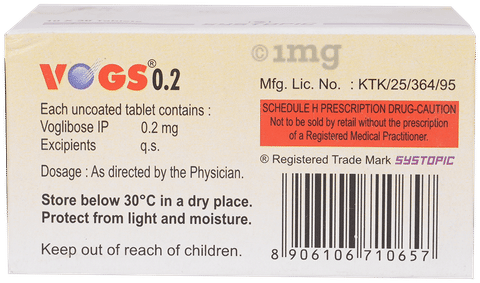 ©1mg
VOGS®0.2
Each uncoated tablet contains :
Voglibose IP 0.2 mg
Excipients q.s.
Dosage : As directed by the Physician.
Store below 30°C in a dry place.
Protect from light and moisture.
Keep out of reach of children.
Mfg. Lic. No. : KTK/25/364/95
SCHEDULE H PRESCRIPTION DRUG-CAUTION
Not to be sold by retail without the prescription
of a Registered Medical Practitioner.
® Registered Trade Mark SYSTOPIC
8 906106 710657